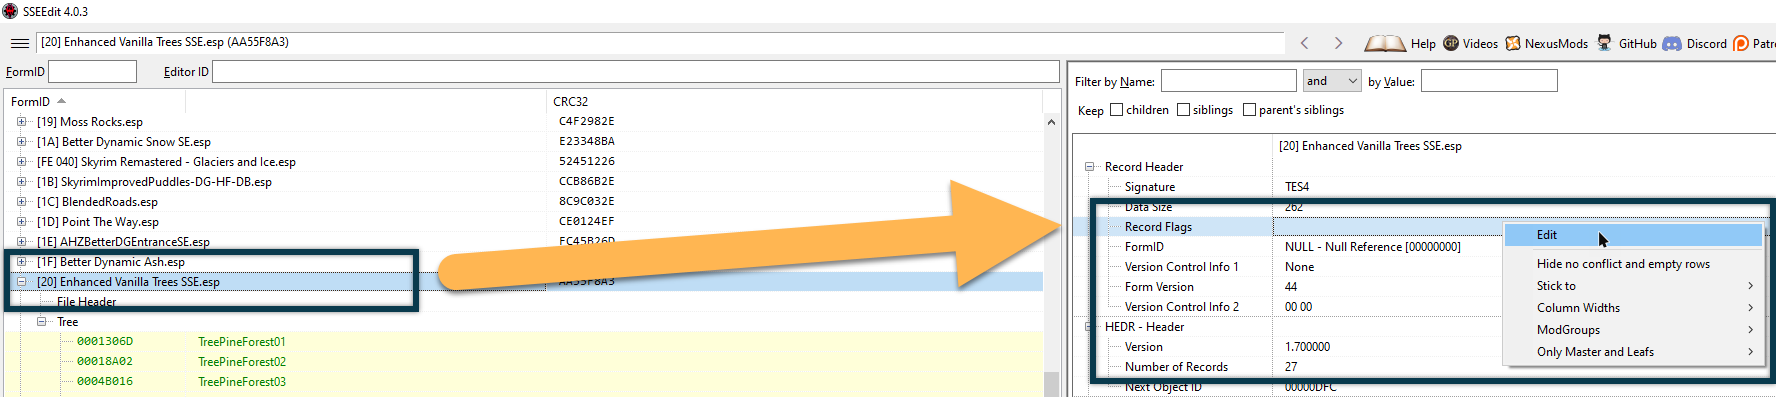 SSEEdit 4.0.3
[20] Enhanced Vanilla Trees SSE.esp (AA55F8A3)
Help Videos NexusMods GitHub Discord Patre
FormID Editor ID
FormID CRC32
[19] Moss Rocks.esp C4F2982E
[1A] Better Dynamic Snow SE.esp E23348BA
[FE 040] Skyrim Remastered - Glaciers and Ice.esp 52451226
[1B] SkyrimImprovedPuddles-DG-HF-DB.esp CCB86B2E
[1C] BlendedRoads.esp 8C9C032E
[1D] Point The Way.esp CE0124EF
[1E] AHZBetterDGEntranceSE.esp FC45B26D
[1F] Better Dynamic Ash.esp
[20] Enhanced Vanilla Trees SSE.esp AA55F8A3
File Header
Tree
0001306D TreePineForest01
00018A02 TreePineForest02
0004B016 TreePineForest03
Filter by Name: and by Value:
Keep children siblings parent's siblings
[20] Enhanced Vanilla Trees SSE.esp
Record Header
Signature TES4
Data Size 262
Record Flags
FormID NULL - Null Reference [00000000]
Version Control Info 1 None
Form Version 44
Version Control Info 2 00 00
HEDR - Header
Version 1.700000
Number of Records 27
Next Object ID 00000DFC
Edit
Hide no conflict and empty rows
Stick to
Column Widths
ModGroups
Only Master and Leafs